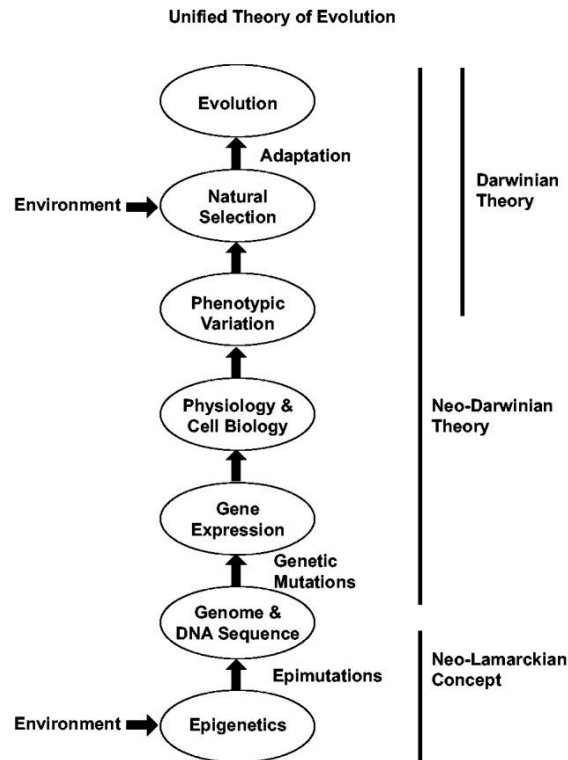 Unified Theory of Evolution
Evolution
Adaptation
Environment
Natural
Selection
Darwinian
Theory
Phenotypic
Variation
Physiology &
Cell Biology
Neo-Darwinian
Theory
Gene
Expression
Genetic
Mutations
Genome &
DNA Sequence
Epimutations
Neo-Lamarckian
Concept
Environment
Epigenetics